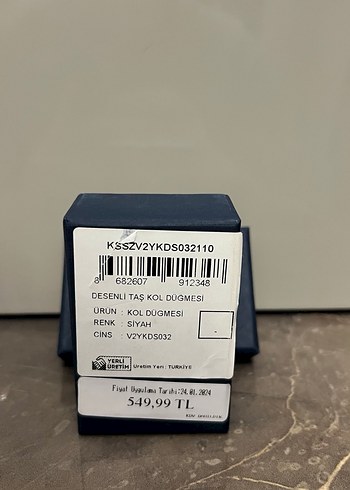 KSSZV2YKDS032110
8 682607 912348
DESENLİ TAŞ KOL DÜĞMESİ
ÜRÜN : KOL DÜĞMESİ
RENK : SİYAH
CİNS : V2YKDS032
YERLİ
ÜRETİM
Üretim Yeri : TÜRKİYE
Fiyat Uygulama Tarihi:24.01.2024
549,99 TL